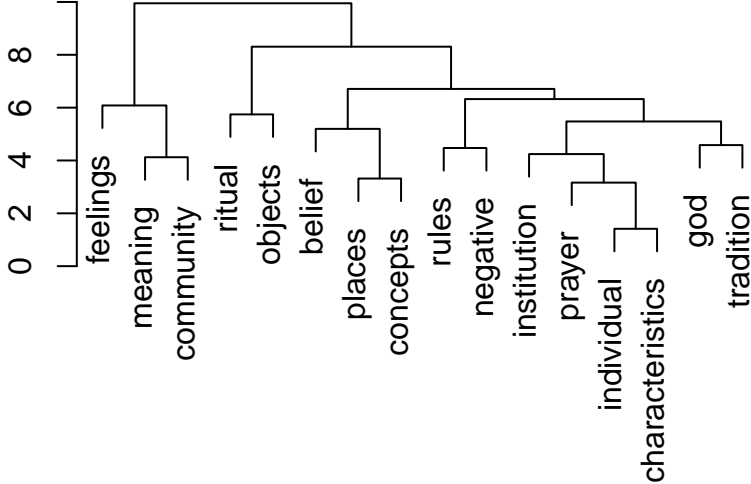 8
6
4
2
0
feelings
meaning
community
ritual
objects
belief
places
concepts
rules
negative
institution
prayer
individual
characteristics
god
tradition